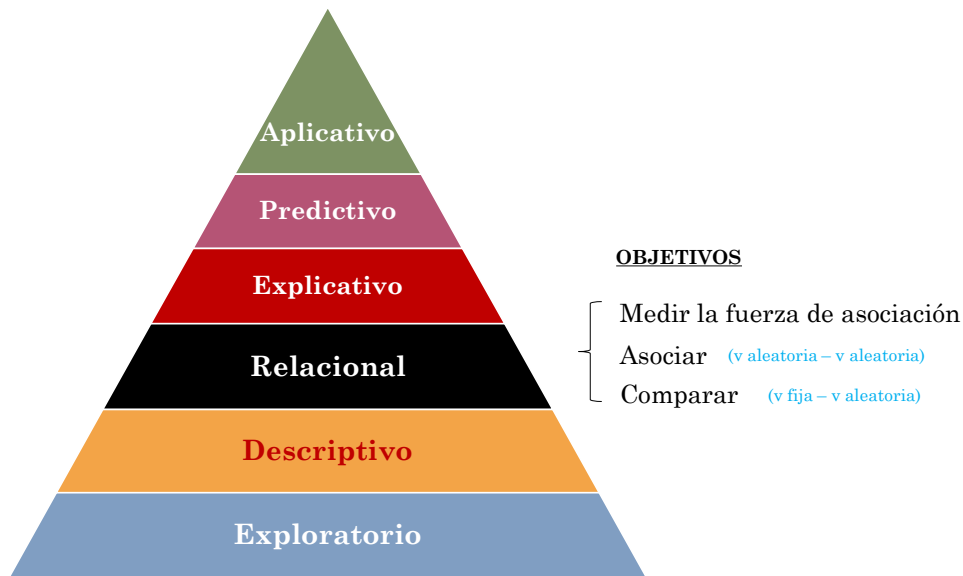 Aplicativo
Predictivo
Explicativo
Relacional
Descriptivo
Exploratorio
OBJETIVOS
Medir la fuerza de asociación
Asociar (v aleatoria – v aleatoria)
Comparar (v fija – v aleatoria)